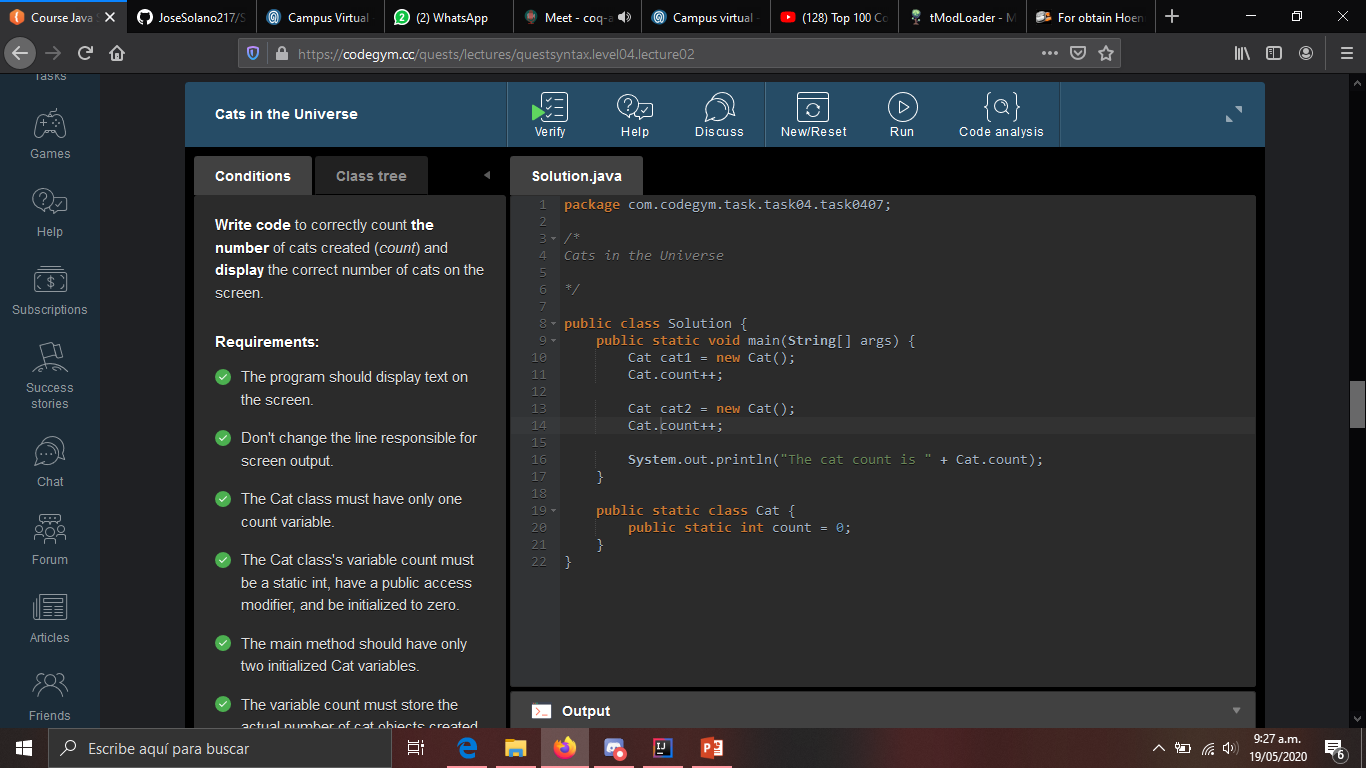 Course Java S
JoseSolano217/S
Campus Virtual
(2) WhatsApp
Meet - coq-a
Campus virtual -
(128) Top 100 Co
tModLoader - M
For obtain Hoen
https://codegym.cc/quests/lectures/questsyntax.level04.lecture02
Tasks
Games
Help
Subscriptions
Success
stories
Chat
Forum
Articles
Friends
Cats in the Universe
Verify
Help
Discuss
New/Reset
Run
Code analysis
Conditions
Class tree
Write code to correctly count the
number of cats created (count) and
display the correct number of cats on the
screen.
Requirements:
The program should display text on
the screen.
Don't change the line responsible for
screen output.
The Cat class must have only one
count variable.
The Cat class's variable count must
be a static int, have a public access
modifier, and be initialized to zero.
The main method should have only
two initialized Cat variables.
The variable count must store the
actual number of cat objects created
Solution.java
1 package com.codegym.task.task04.task0407;
2
3 /*
4 Cats in the Universe
5
6 */
7
8 public class Solution {
9 public static void main(String[] args) {
10 Cat cat1 = new Cat();
11 Cat.count++;
12
13 Cat cat2 = new Cat();
14 Cat.count++;
15
16 System.out.println("The cat count is " + Cat.count);
17 }
18
19 public static class Cat {
20 public static int count = 0;
21 }
22 }
Output
Escribe aquí para buscar
9:27 a.m.
19/05/2020
6